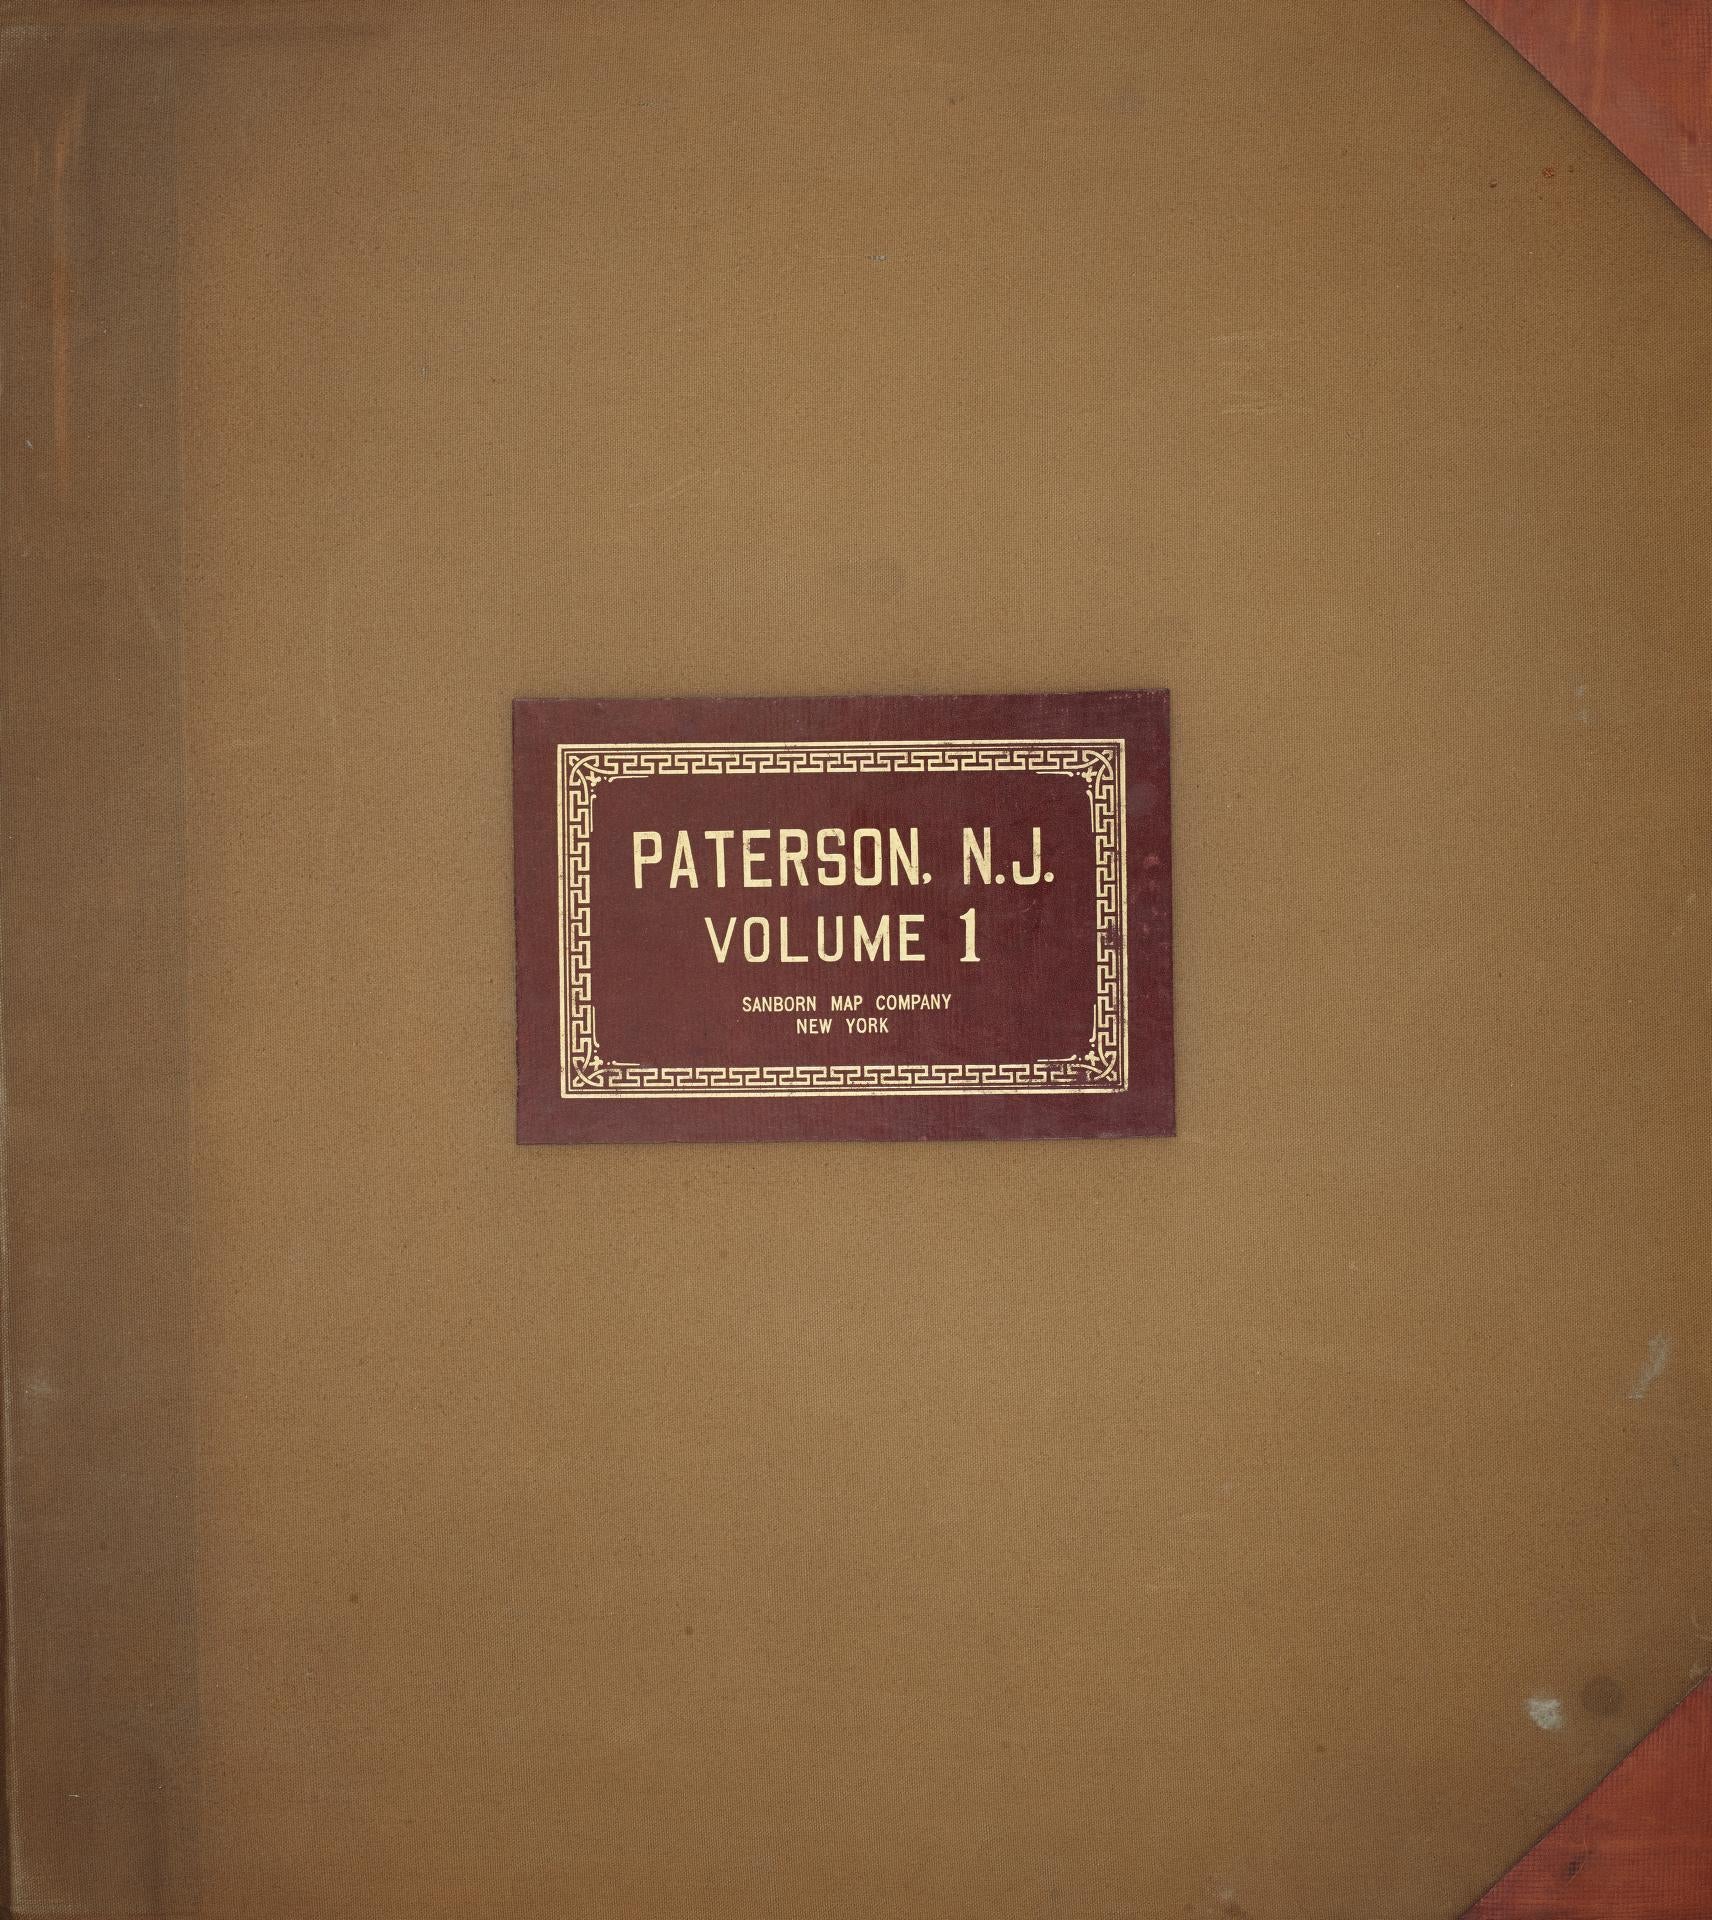 PATERSON, N.J.
VOLUME 1
SANBORN MAP COMPANY
NEW YORK